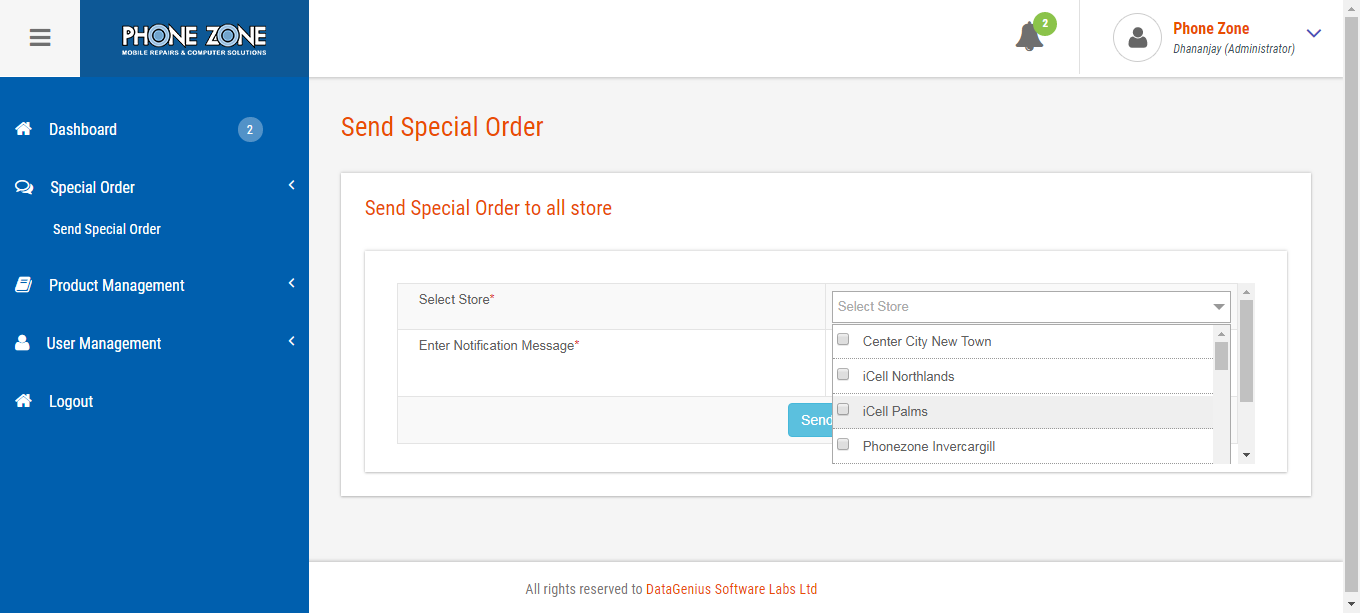 PHONE ZONE
MOBILE REPAIRS & COMPUTER SOLUTIONS
2
Phone Zone
Dhananjay (Administrator)
Dashboard
2
Special Order
Send Special Order
Product Management
User Management
Logout
Send Special Order
Send Special Order to all store
Select Store*
Select Store
Enter Notification Message*
Center City New Town
iCell Northlands
iCell Palms
Phonezone Invercargill
Send
All rights reserved to DataGenius Software Labs Ltd